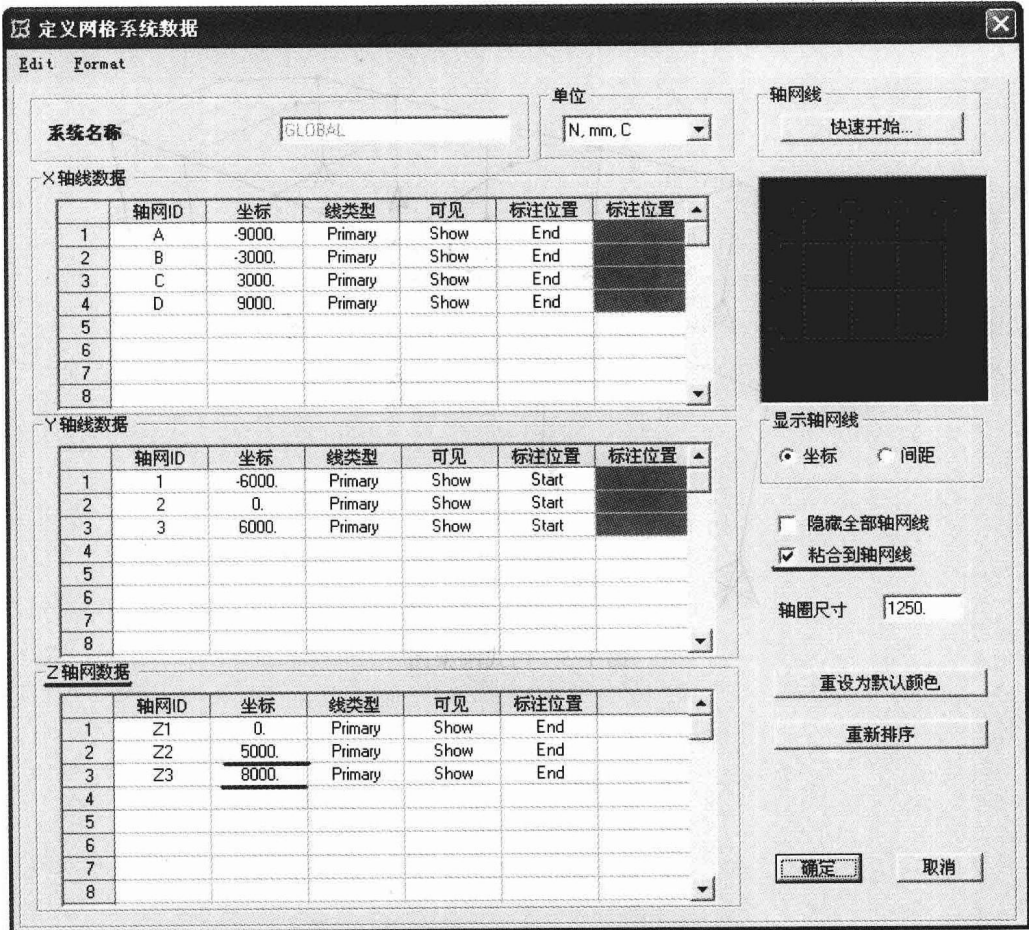 定义网格系统数据
Edit Format
系统名称 GLOBAL
单位
N, mm, C
轴网线
快速开始...
X轴线数据
轴网ID 坐标 线类型 可见 标注位置 标注位置
1 A -9000. Primary Show End
2 B -3000. Primary Show End
3 C 3000. Primary Show End
4 D 9000. Primary Show End
5
6
7
8
Y轴线数据
轴网ID 坐标 线类型 可见 标注位置 标注位置
1 1 -6000. Primary Show Start
2 2 0. Primary Show Start
3 3 6000. Primary Show Start
4
5
6
7
8
显示轴网线
坐标 间距
隐藏全部轴网线
粘合到轴网线
轴圈尺寸 1250.
Z轴网数据
轴网ID 坐标 线类型 可见 标注位置
1 Z1 0. Primary Show End
2 Z2 5000. Primary Show End
3 Z3 8000. Primary Show End
4
5
6
7
8
重设为默认颜色
重新排序
确定 取消